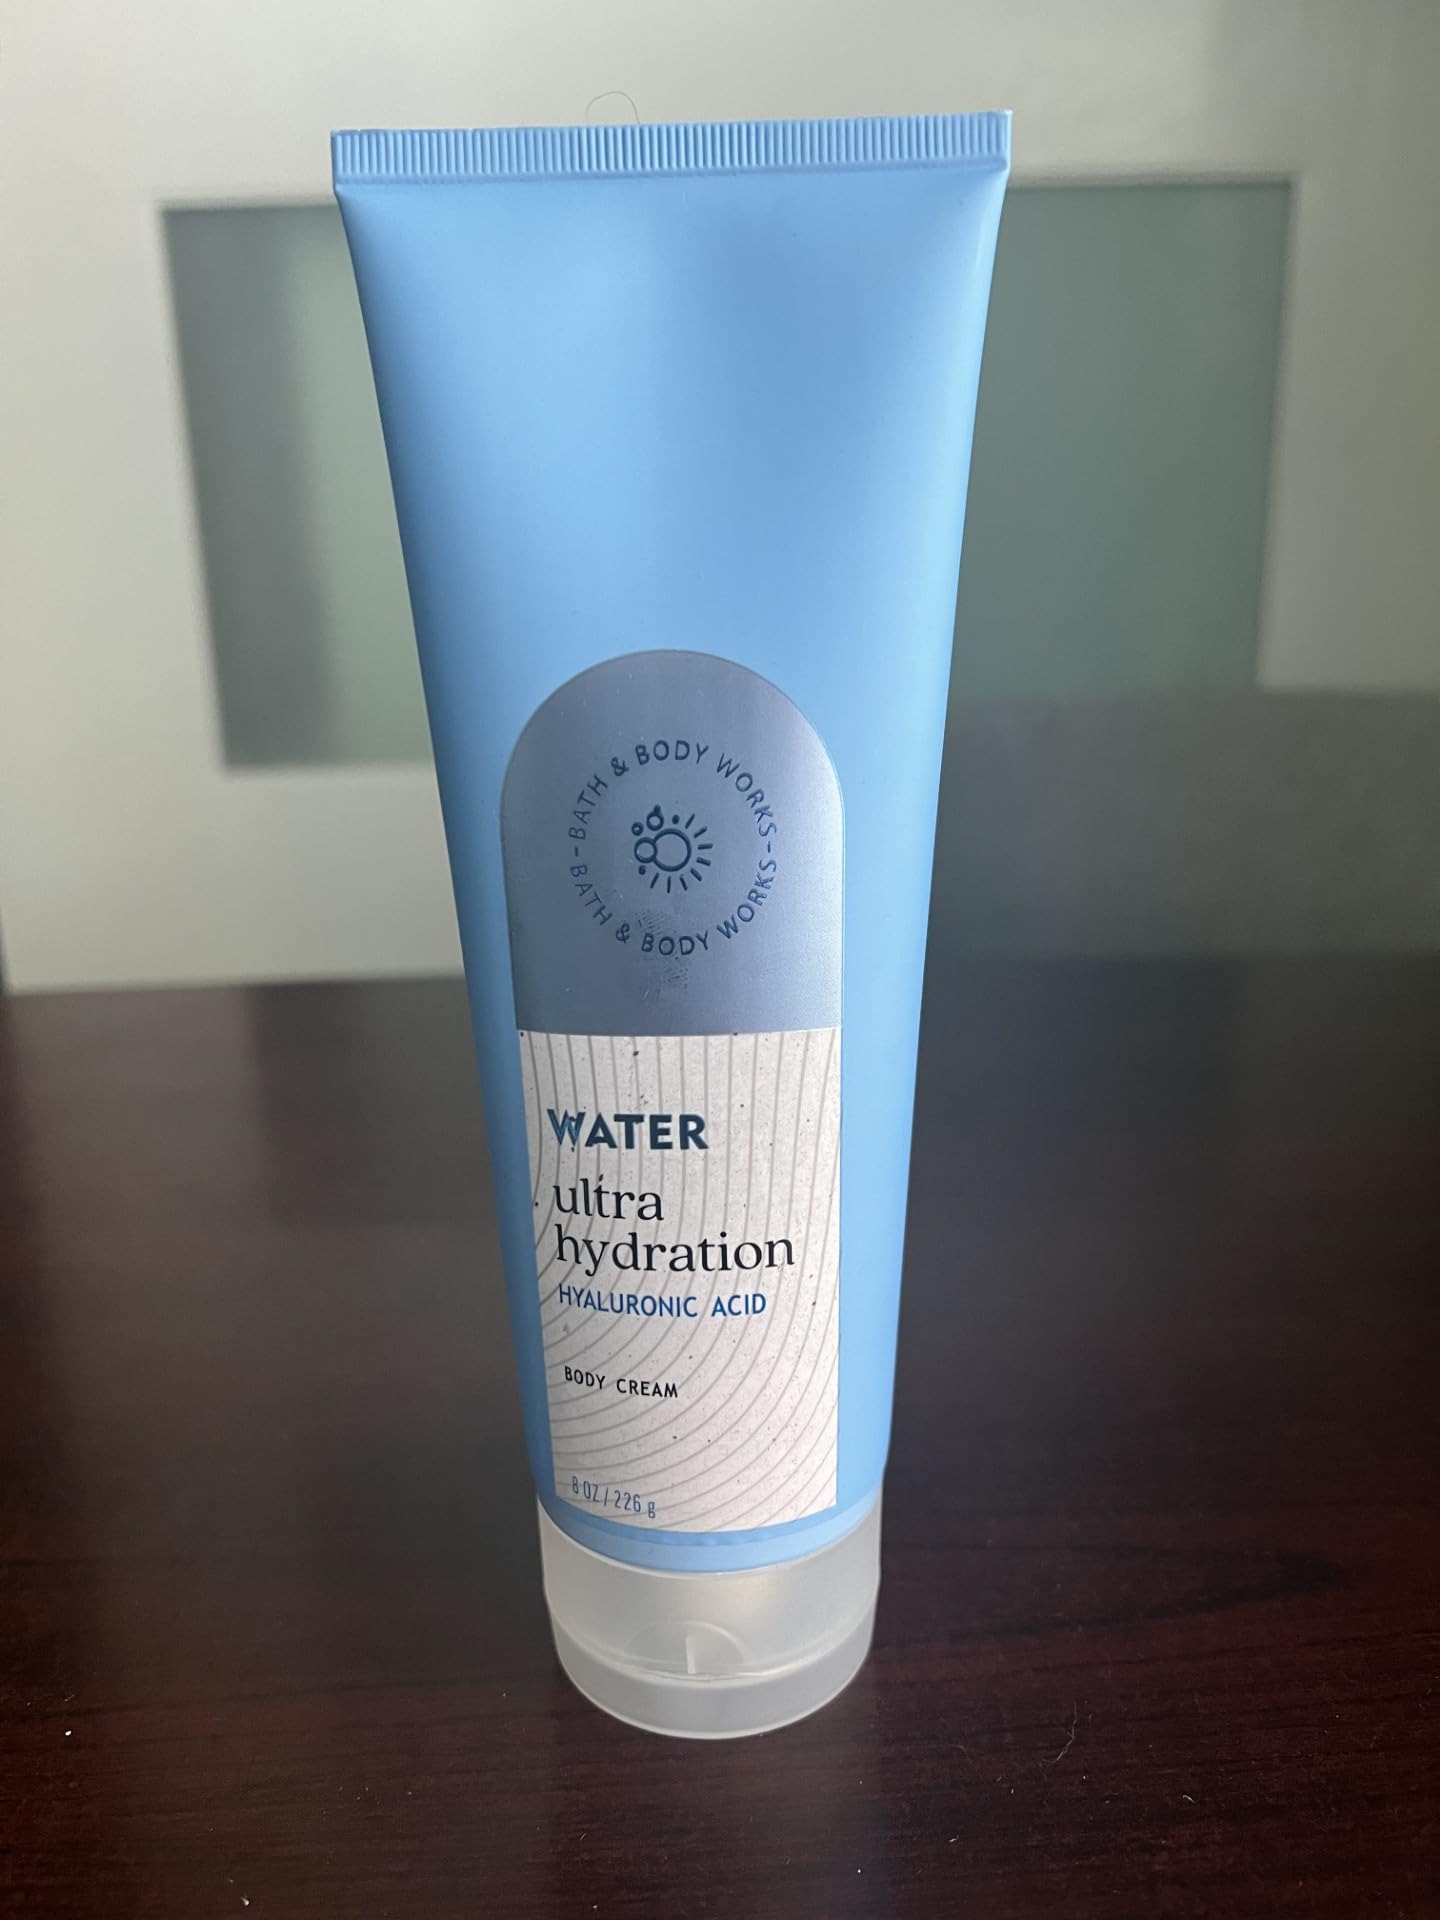 BATH & BODY WORKS - BATH & BODY WORKS -
WATER
ultra
hydration
HYALURONIC ACID
BODY CREAM
8 OZ / 226 g